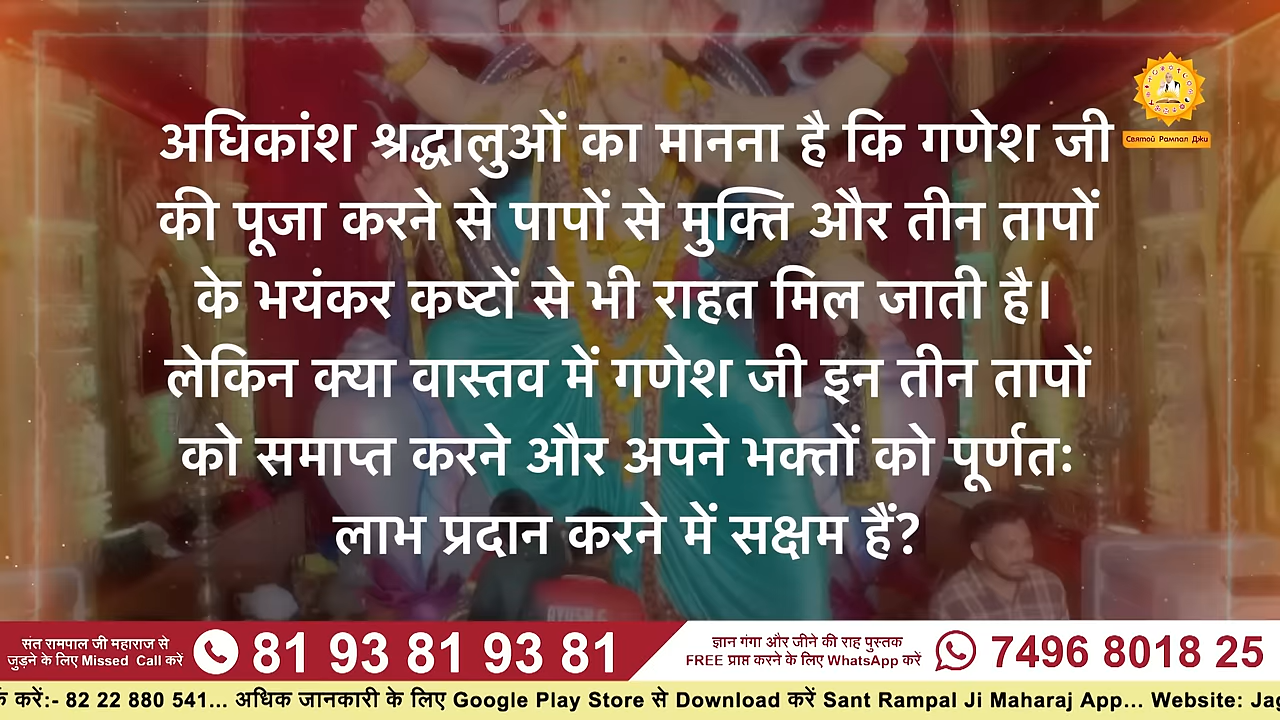 अधिकांश श्रद्धालुओं का मानना है कि गणेश जी
की पूजा करने से पापों से मुक्ति और तीन तापों
के भयंकर कष्टों से भी राहत मिल जाती है।
लेकिन क्या वास्तव में गणेश जी इन तीन तापों
को समाप्त करने और अपने भक्तों को पूर्णतः
लाभ प्रदान करने में सक्षम हैं?
Святой Рампал Джи
संत रामपाल जी महाराज से
जुड़ने के लिए Missed Call करें
81 93 81 93 81
ज्ञान गंगा और जीने की राह पुस्तक
FREE प्राप्त करने के लिए WhatsApp करें
7496 8018 25
करें:- 82 22 880 541... अधिक जानकारी के लिए Google Play Store से Download करें Sant Rampal Ji Maharaj App... Website: Jag